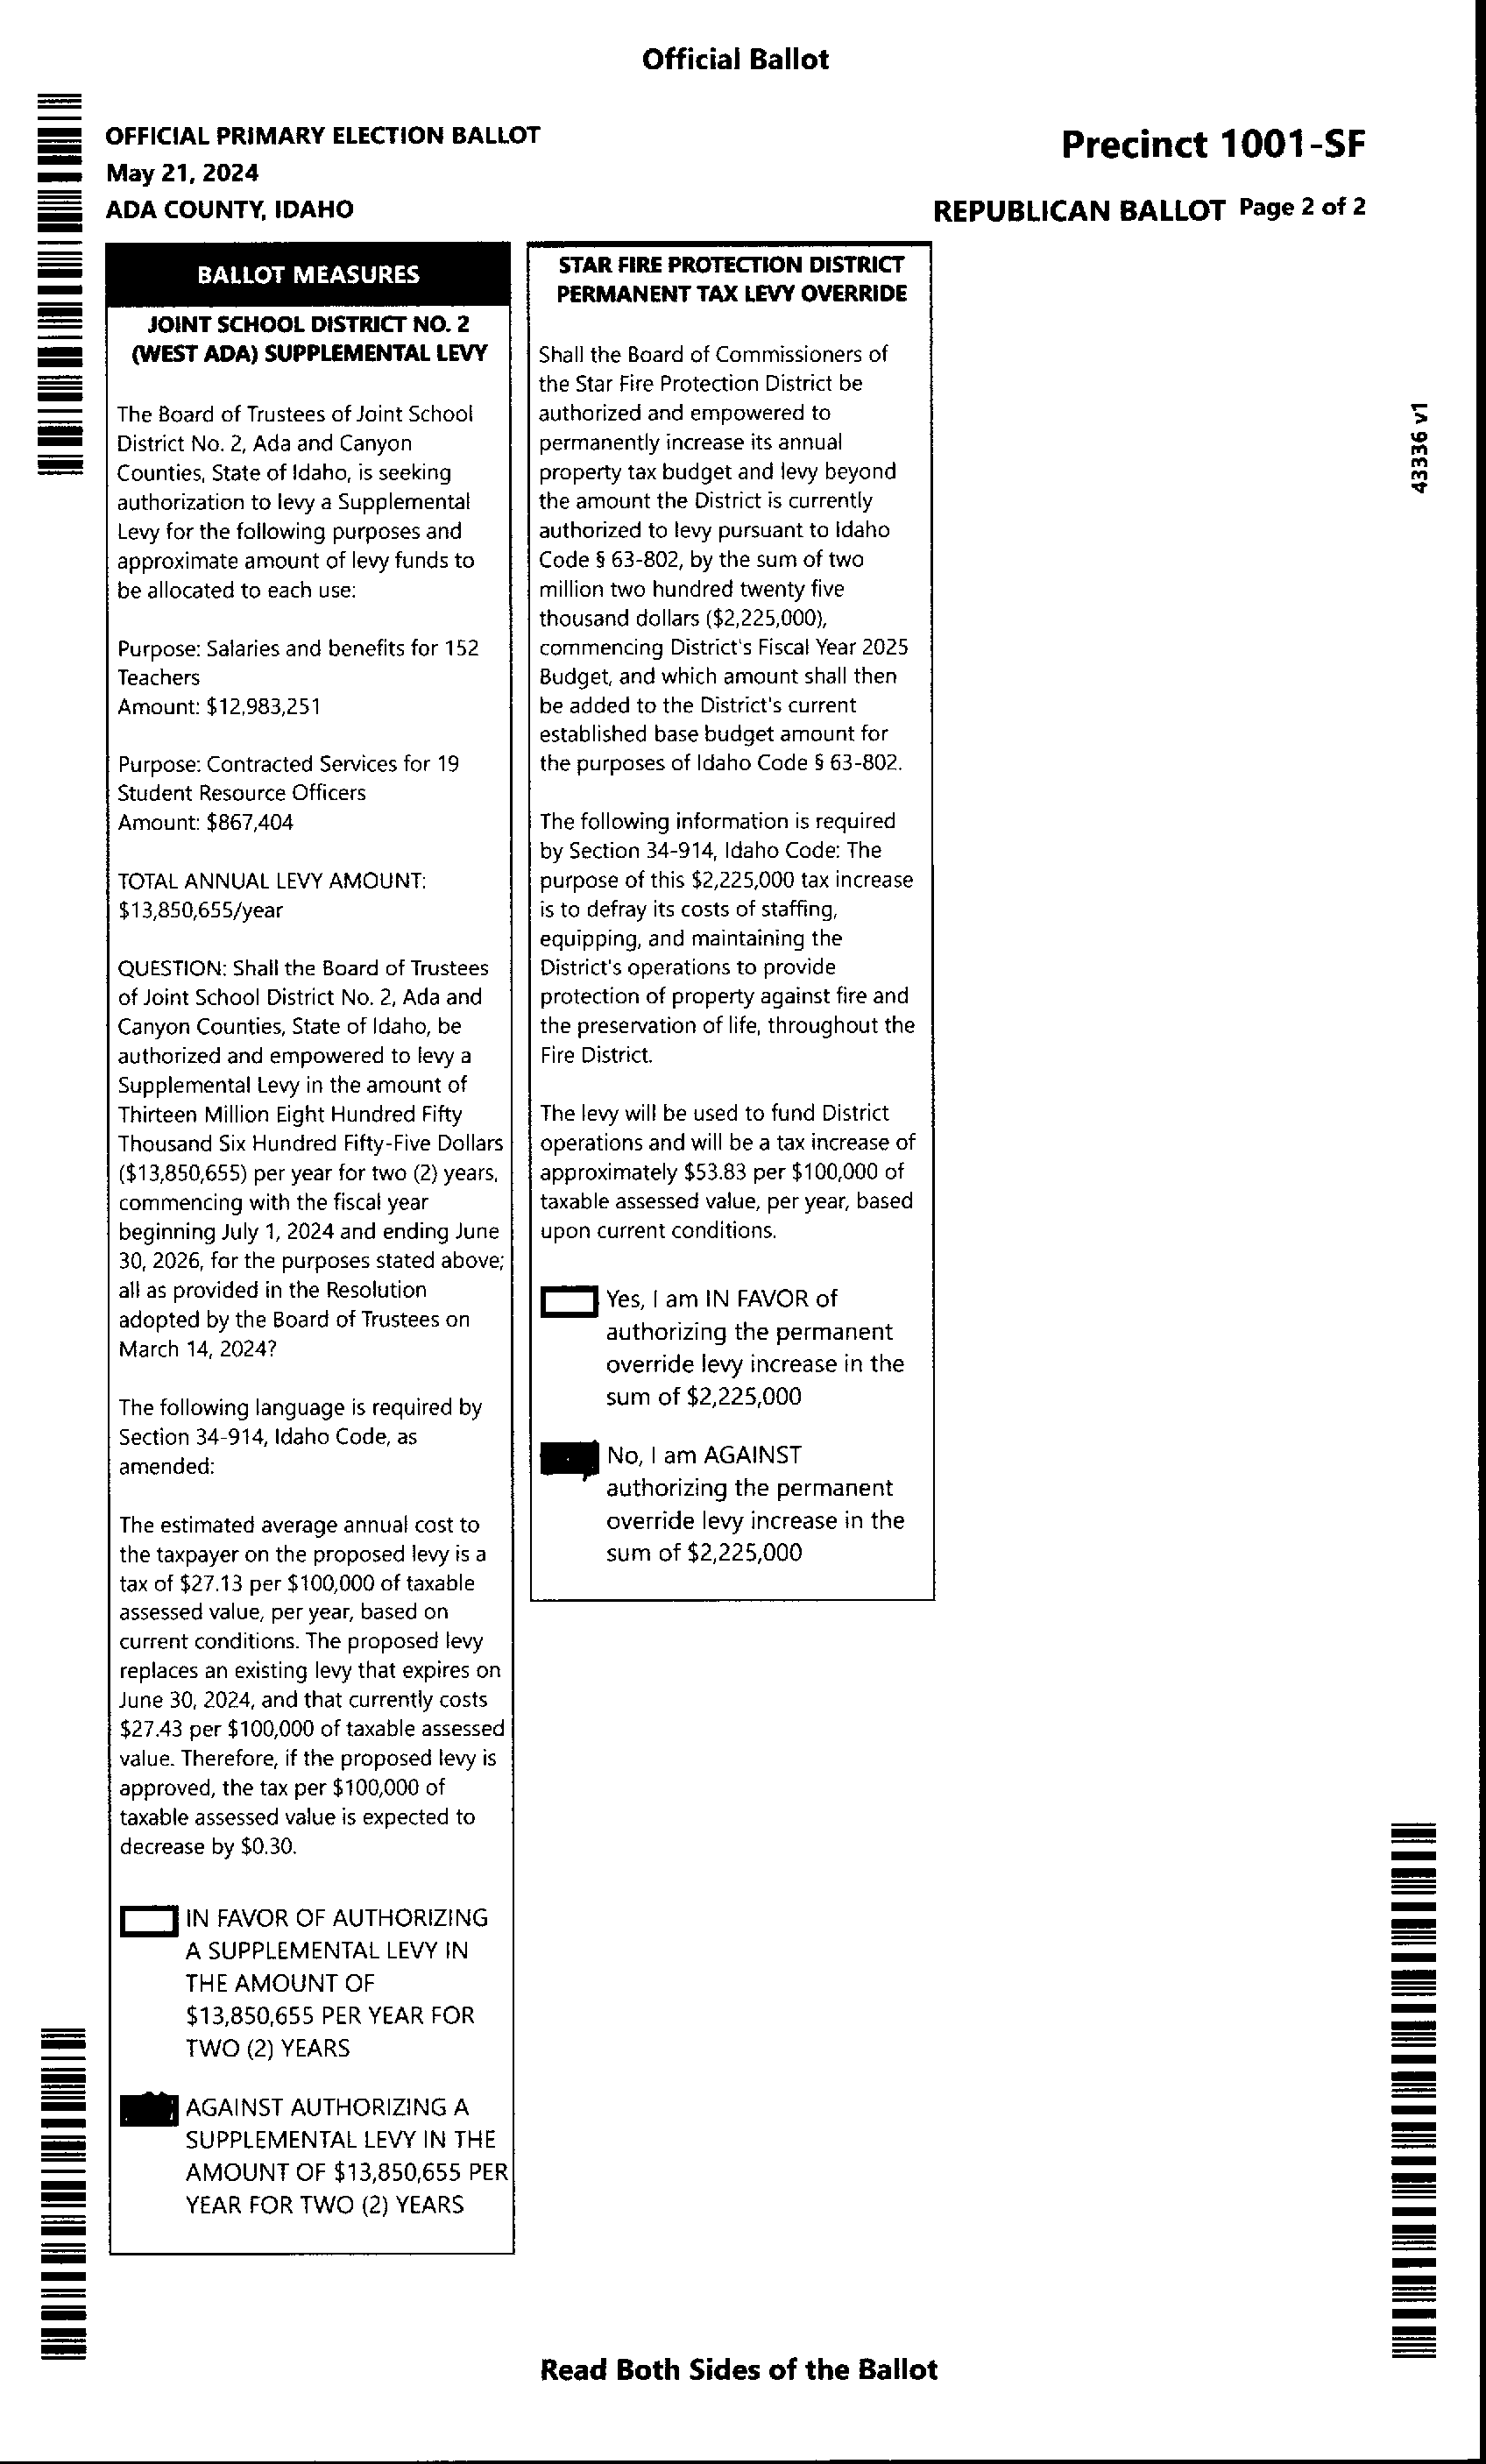 Official Ballot
OFFICIAL PRIMARY ELECTION BALLOT
May 21, 2024
ADA COUNTY, IDAHO
Precinct 1001-SF
REPUBLICAN BALLOT Page 2 of 2
BALLOT MEASURES
JOINT SCHOOL DISTRICT NO. 2
(WEST ADA) SUPPLEMENTAL LEVY
The Board of Trustees of Joint School
District No. 2, Ada and Canyon
Counties, State of Idaho, is seeking
authorization to levy a Supplemental
Levy for the following purposes and
approximate amount of levy funds to
be allocated to each use:
Purpose: Salaries and benefits for 152
Teachers
Amount: $12,983,251
Purpose: Contracted Services for 19
Student Resource Officers
Amount: $867,404
TOTAL ANNUAL LEVY AMOUNT:
$13,850,655/year
QUESTION: Shall the Board of Trustees
of Joint School District No. 2, Ada and
Canyon Counties, State of Idaho, be
authorized and empowered to levy a
Supplemental Levy in the amount of
Thirteen Million Eight Hundred Fifty
Thousand Six Hundred Fifty-Five Dollars
($13,850,655) per year for two (2) years,
commencing with the fiscal year
beginning July 1, 2024 and ending June
30, 2026, for the purposes stated above;
all as provided in the Resolution
adopted by the Board of Trustees on
March 14, 2024?
The following language is required by
Section 34-914, Idaho Code, as
amended:
The estimated average annual cost to
the taxpayer on the proposed levy is a
tax of $27.13 per $100,000 of taxable
assessed value, per year, based on
current conditions. The proposed levy
replaces an existing levy that expires on
June 30, 2024, and that currently costs
$27.43 per $100,000 of taxable assessed
value. Therefore, if the proposed levy is
approved, the tax per $100,000 of
taxable assessed value is expected to
decrease by $0.30.
IN FAVOR OF AUTHORIZING
A SUPPLEMENTAL LEVY IN
THE AMOUNT OF
$13,850,655 PER YEAR FOR
TWO (2) YEARS
AGAINST AUTHORIZING A
SUPPLEMENTAL LEVY IN THE
AMOUNT OF $13,850,655 PER
YEAR FOR TWO (2) YEARS
STAR FIRE PROTECTION DISTRICT
PERMANENT TAX LEVY OVERRIDE
Shall the Board of Commissioners of
the Star Fire Protection District be
authorized and empowered to
permanently increase its annual
property tax budget and levy beyond
the amount the District is currently
authorized to levy pursuant to Idaho
Code § 63-802, by the sum of two
million two hundred twenty five
thousand dollars ($2,225,000),
commencing District's Fiscal Year 2025
Budget, and which amount shall then
be added to the District's current
established base budget amount for
the purposes of Idaho Code § 63-802.
The following information is required
by Section 34-914, Idaho Code: The
purpose of this $2,225,000 tax increase
is to defray its costs of staffing,
equipping, and maintaining the
District's operations to provide
protection of property against fire and
the preservation of life, throughout the
Fire District.
The levy will be used to fund District
operations and will be a tax increase of
approximately $53.83 per $100,000 of
taxable assessed value, per year, based
upon current conditions.
Yes, I am IN FAVOR of
authorizing the permanent
override levy increase in the
sum of $2,225,000
No, I am AGAINST
authorizing the permanent
override levy increase in the
sum of $2,225,000
43336 v1
Read Both Sides of the Ballot